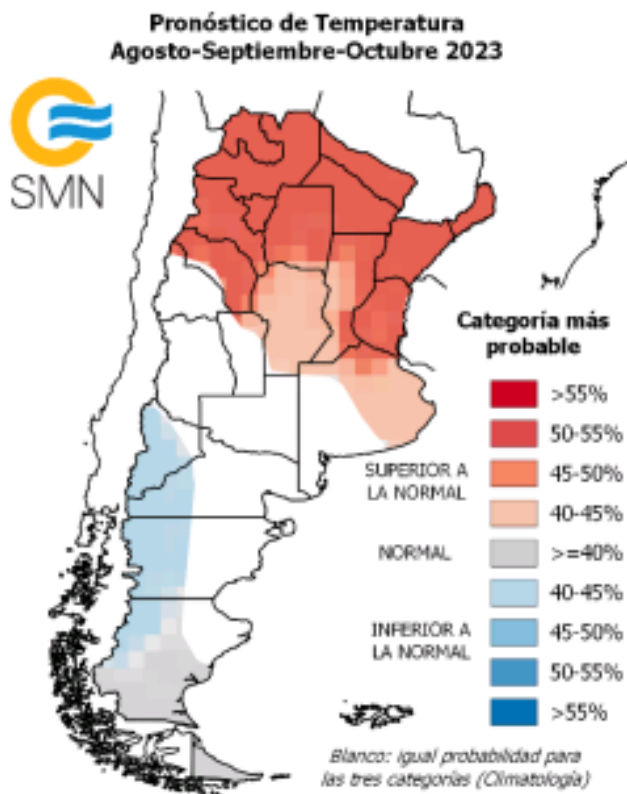 Pronóstico de Temperatura
Agosto-Septiembre-Octubre 2023
SMN
Categoría más
probable
>55%
50-55%
SUPERIOR A
LA NORMAL
45-50%
40-45%
NORMAL
>=40%
40-45%
INFERIOR A
LA NORMAL
45-50%
50-55%
>55%
Blanco: igual probabilidad para
las tres categorías (Climatología)